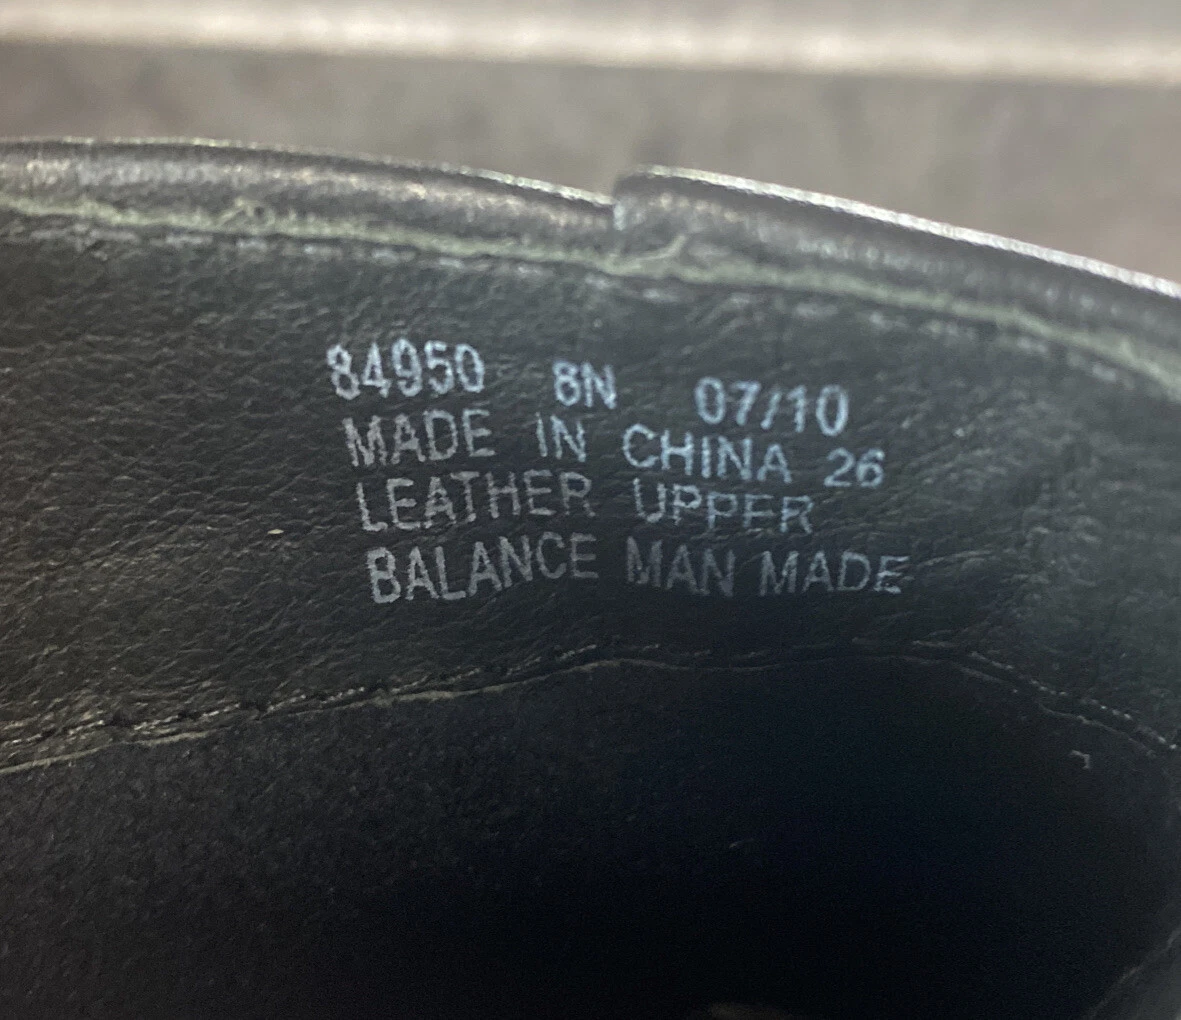 84950 8N 07/10
MADE IN CHINA 26
LEATHER UPPER
BALANCE MAN MADE